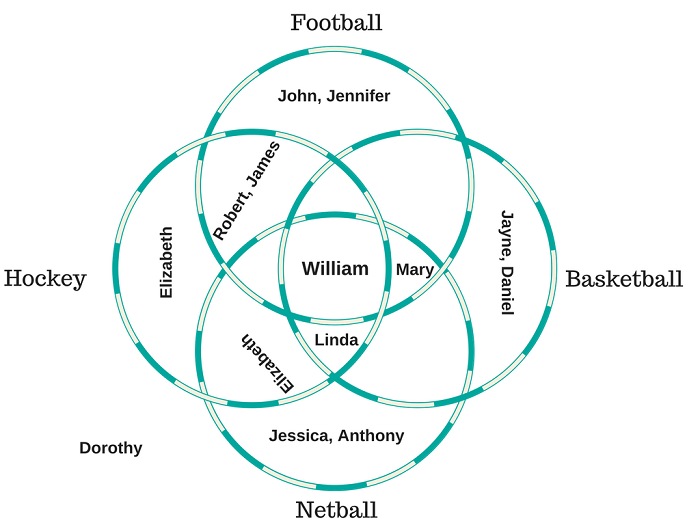 Football
John, Jennifer
Robert, James
Elizabeth
Hockey
William
Mary
Jayne, Daniel
Basketball
Linda
Elizabeth
Jessica, Anthony
Dorothy
Netball